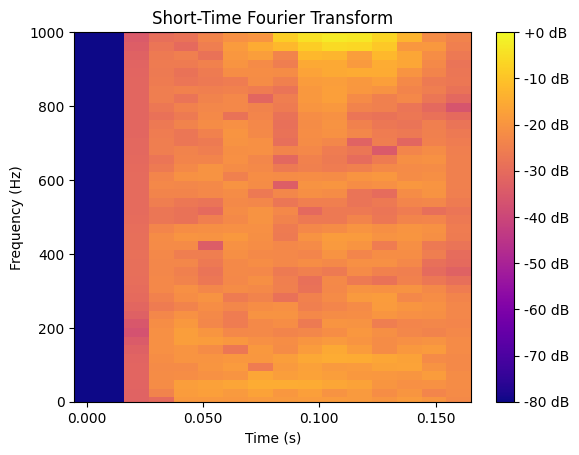 Short-Time Fourier Transform
1000
800
600
400
200
0
Frequency (Hz)
0.000
0.050
0.100
0.150
Time (s)
+0 dB
-10 dB
-20 dB
-30 dB
-40 dB
-50 dB
-60 dB
-70 dB
-80 dB